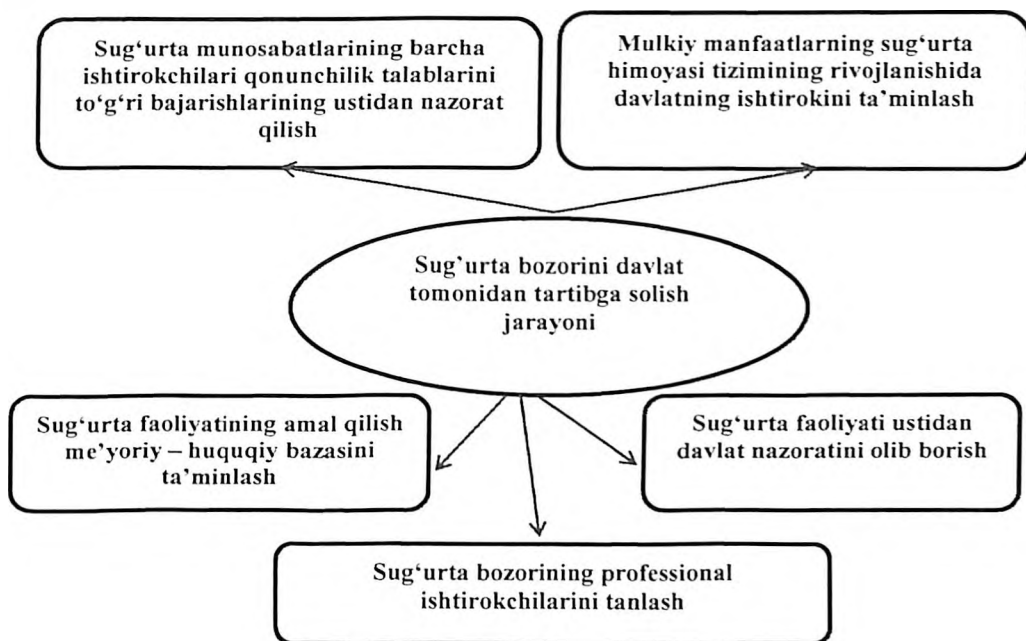 Sug‘urta munosabatlarining barcha
ishtirokchilari qonunchilik talablarini
to‘g‘ri bajarishlarining ustidan nazorat
qilish
Mulkiy manfaatlarning sug‘urta
himoyasi tizimining rivojlanishida
davlatning ishtirokini ta’minlash
Sug’urta bozorini davlat
tomonidan tartibga solish
jarayoni
Sug‘urta faoliyatining amal qilish
me’yoriy – huquqiy bazasini
ta’minlash
Sug‘urta faoliyati ustidan
davlat nazoratini olib borish
Sug‘urta bozorining professional
ishtirokchilarini tanlash